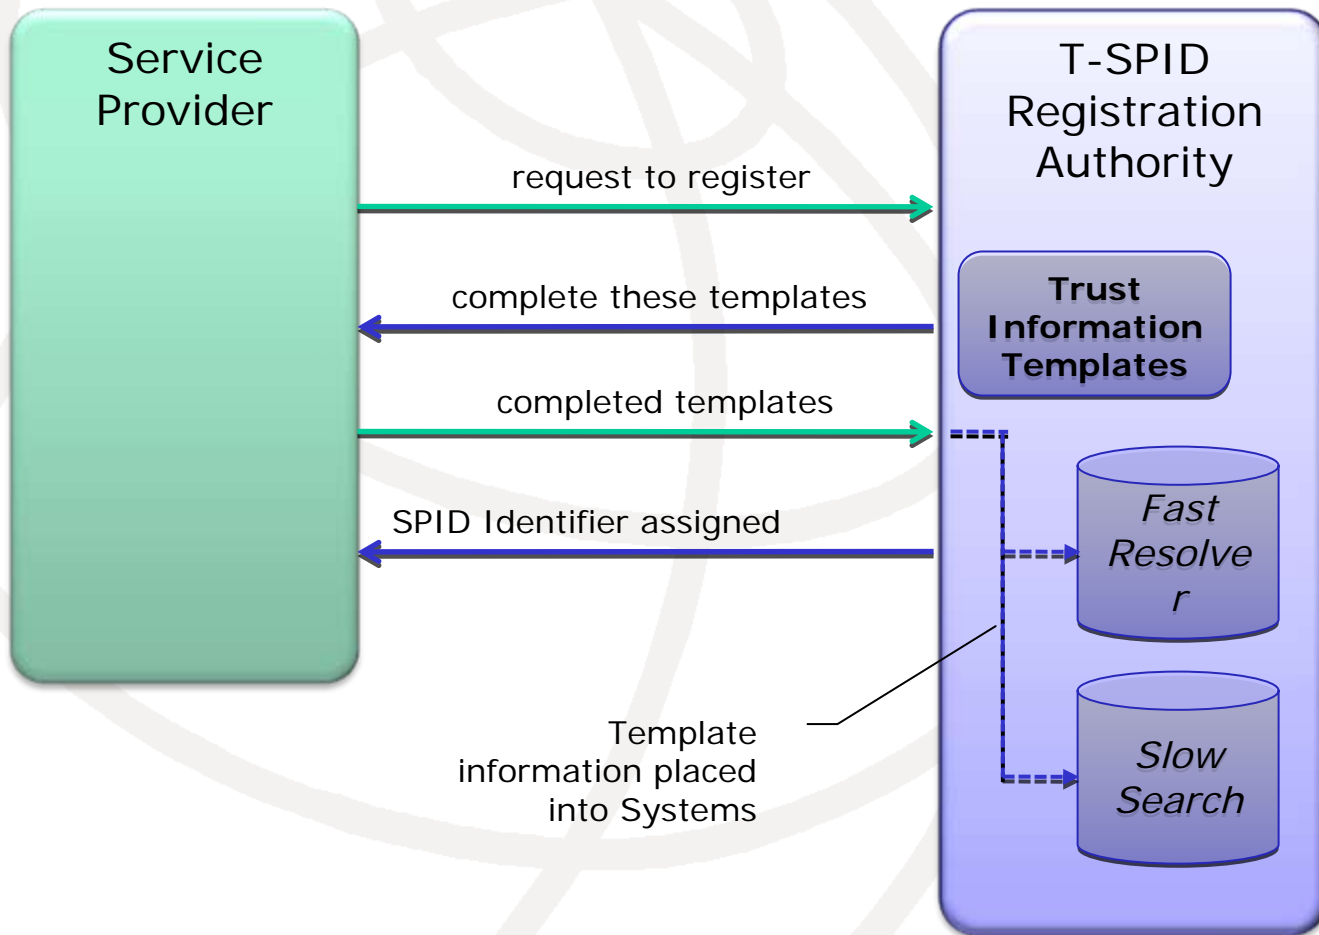 Service
Provider
T-SPID
Registration
Authority
request to register
complete these templates
Trust
Information
Templates
completed templates
SPID Identifier assigned
Fast
Resolve
r
Template
information placed
into Systems
Slow
Search